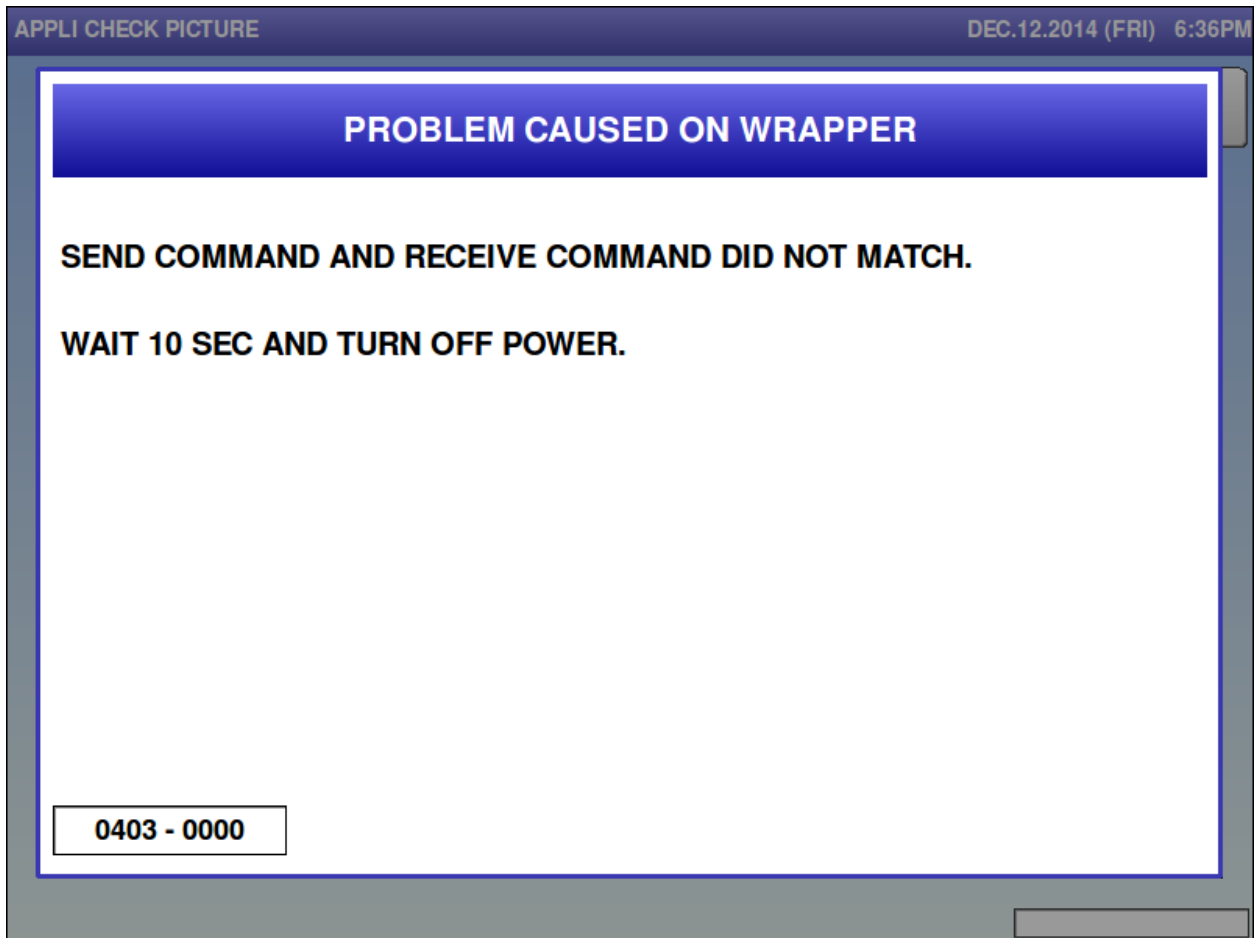 APPLI CHECK PICTURE DEC.12.2014 (FRI) 6:36PM
PROBLEM CAUSED ON WRAPPER
SEND COMMAND AND RECEIVE COMMAND DID NOT MATCH.
WAIT 10 SEC AND TURN OFF POWER.
0403 - 0000